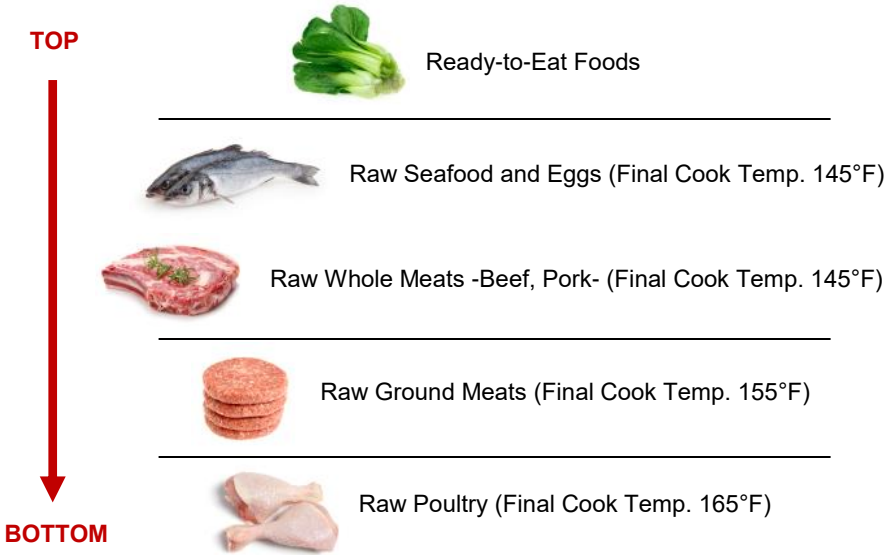 TOP
Ready-to-Eat Foods
Raw Seafood and Eggs (Final Cook Temp. 145°F)
Raw Whole Meats -Beef, Pork- (Final Cook Temp. 145°F)
Raw Ground Meats (Final Cook Temp. 155°F)
Raw Poultry (Final Cook Temp. 165°F)
BOTTOM